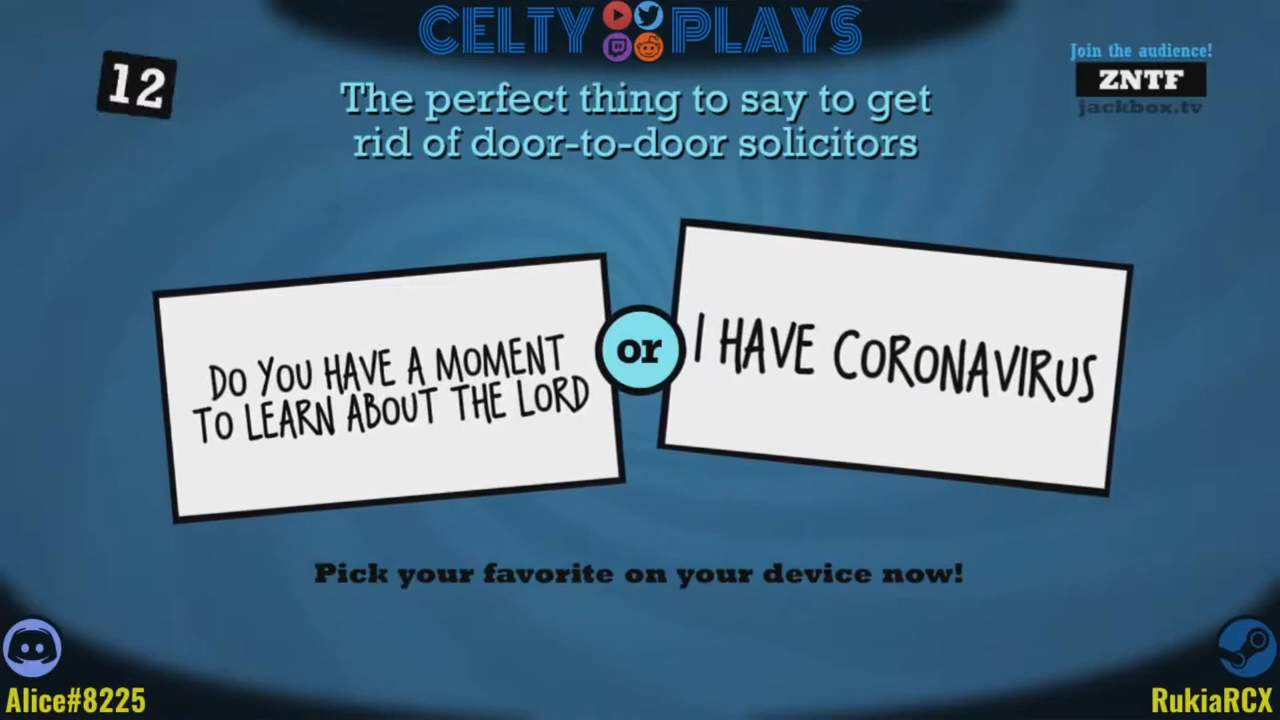 CELTY PLAYS
12
Join the audience!
ZNTF
jackbox.tv
The perfect thing to say to get
rid of door-to-door solicitors
DO YOU HAVE A MOMENT
TO LEARN ABOUT THE LORD
or
I HAVE CORONAVIRUS
Pick your favorite on your device now!
Alice#8225
RukiaRCX